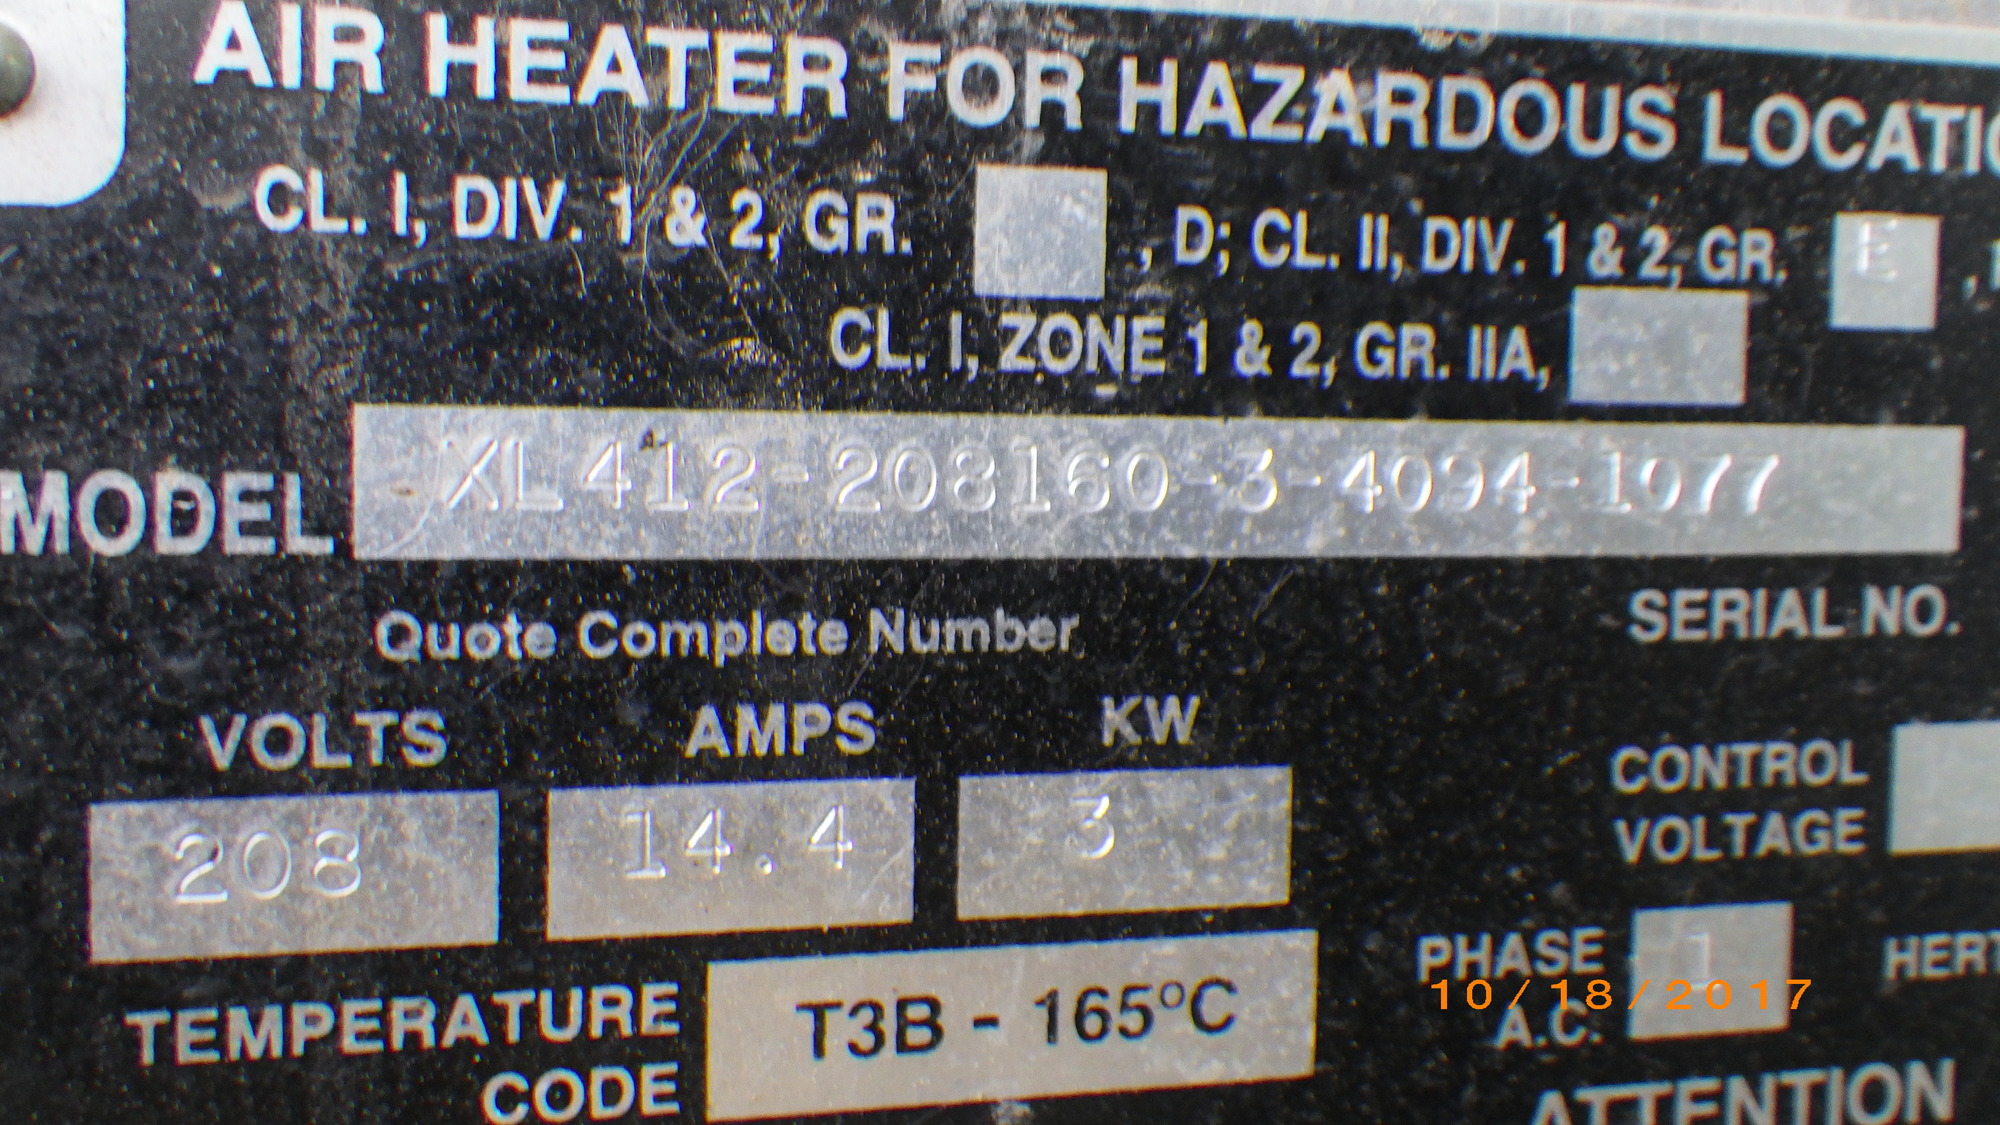 AIR HEATER FOR HAZARDOUS LOCATIO
CL. I, DIV. 1 & 2, GR. , D; CL. II, DIV. 1 & 2, GR. E ,
CL. I, ZONE 1 & 2, GR. IIA,
MODEL XL412-208160-3-4094-1077
Quote Complete Number SERIAL NO.
VOLTS AMPS KW
208 14.4 3
CONTROL
VOLTAGE
PHASE 1 HERT
A.C.
10/18/2017
TEMPERATURE
CODE
T3B - 165°C
ATTENTION